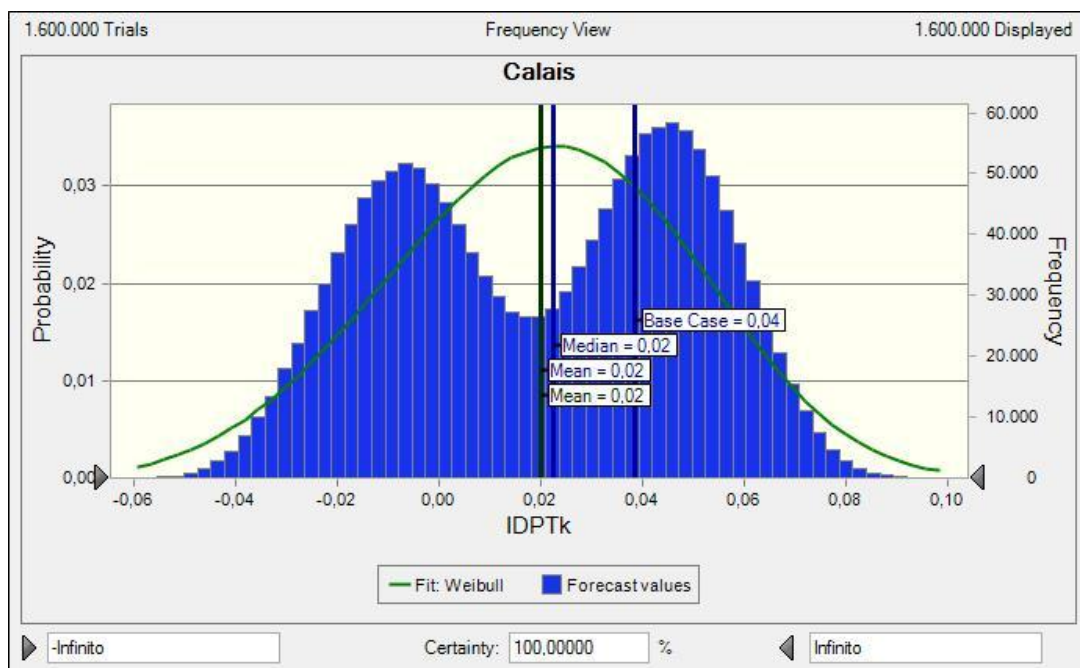 1.600.000 Trials Frequency View 1.600.000 Displayed
Calais
Probability
0,03
0,02
0,01
0,00
60.000
50.000
40.000
30.000
20.000
10.000
0
Frequency
Base Case = 0,04
Median = 0,02
Mean = 0,02
Mean = 0,02
-0,06 -0,04 -0,02 0,00 0,02 0,04 0,06 0,08 0,10
IDPTk
Fit: Weibull Forecast values
-Infinito Certainty: 100,00000 % Infinito